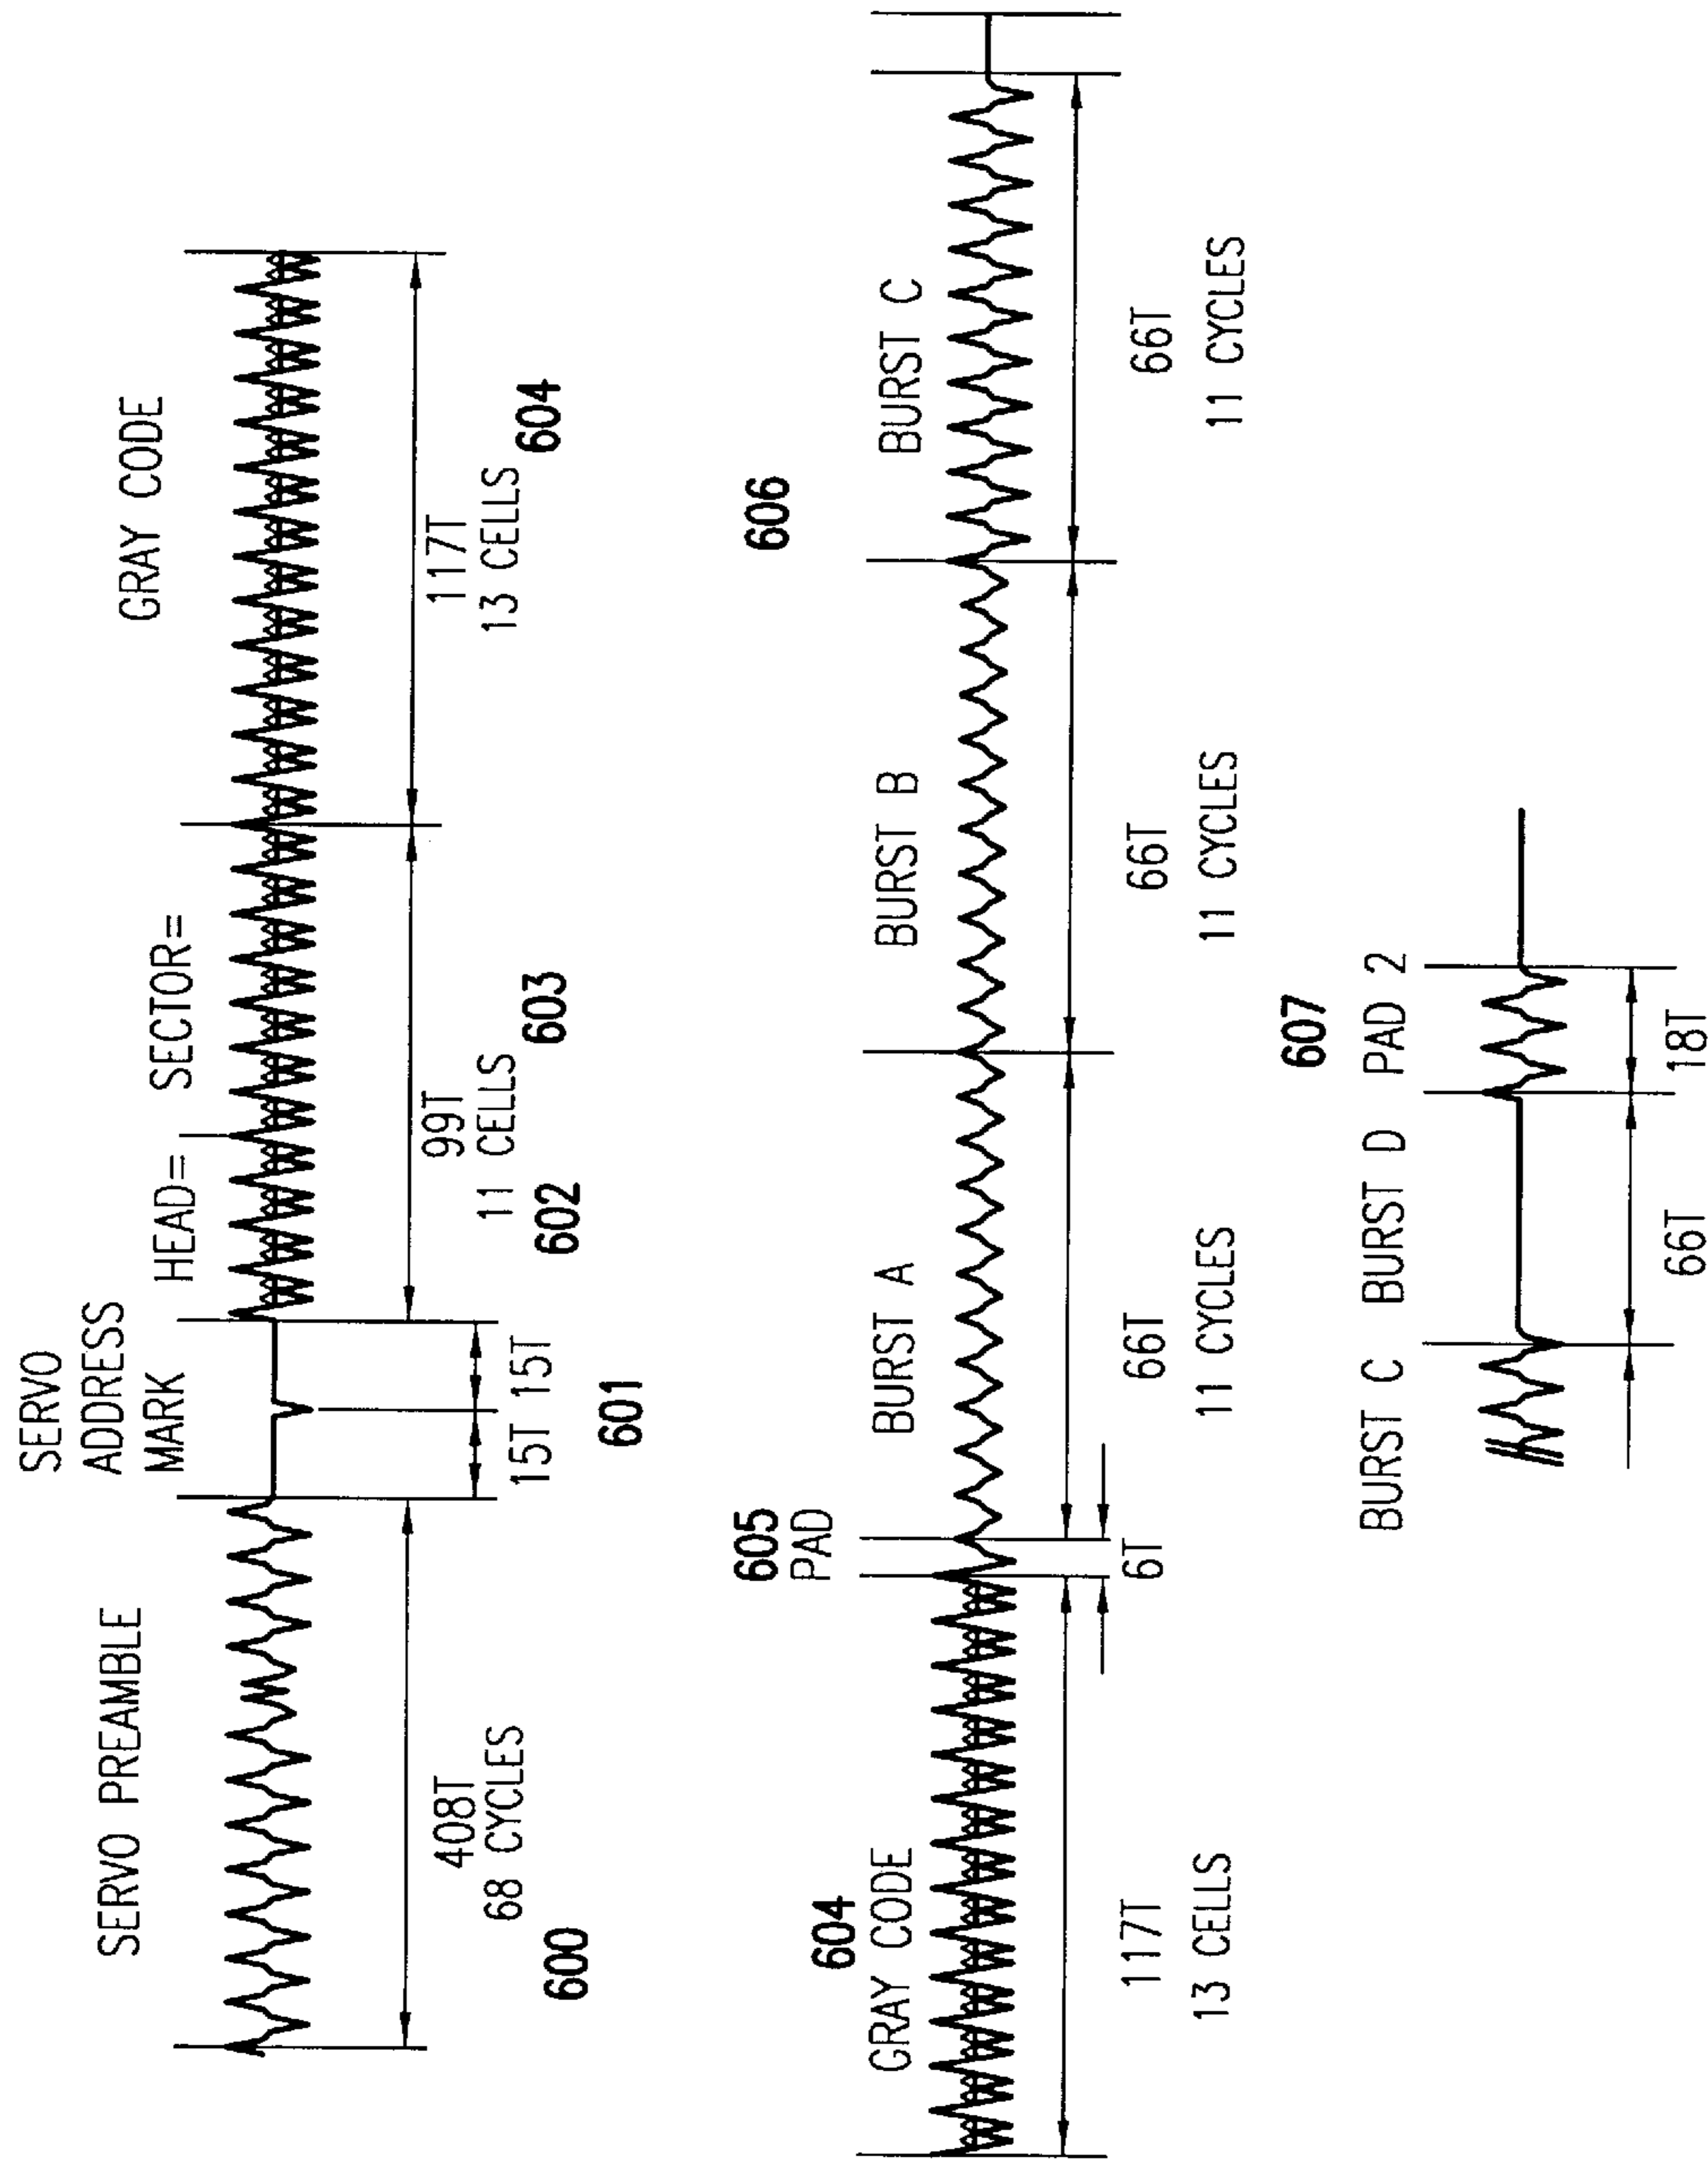 SERVO PREAMBLE
SERVO
ADDRESS
MARK
HEAD=
SECTOR=
GRAY CODE
408T
68 CYCLES
15T
15T
99T
11 CELLS
117T
13 CELLS
600
601
602
603
604
604
GRAY CODE
605
PAD
BURST A
BURST B
606
BURST C
117T
13 CELLS
6T
66T
11 CYCLES
66T
11 CYCLES
66T
11 CYCLES
607
BURST C
BURST D
PAD 2
66T
18T